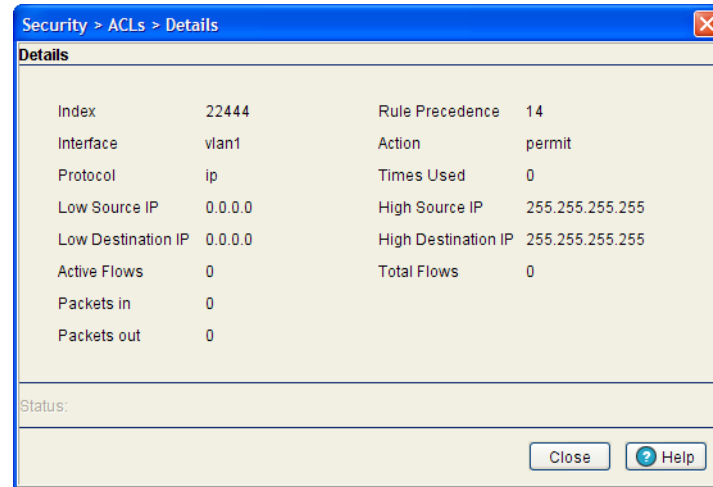 Security > ACLs > Details
Details
Index 22444 Rule Precedence 14
Interface vlan1 Action permit
Protocol ip Times Used 0
Low Source IP 0.0.0.0 High Source IP 255.255.255.255
Low Destination IP 0.0.0.0 High Destination IP 255.255.255.255
Active Flows 0 Total Flows 0
Packets in 0
Packets out 0
Status:
Close ? Help